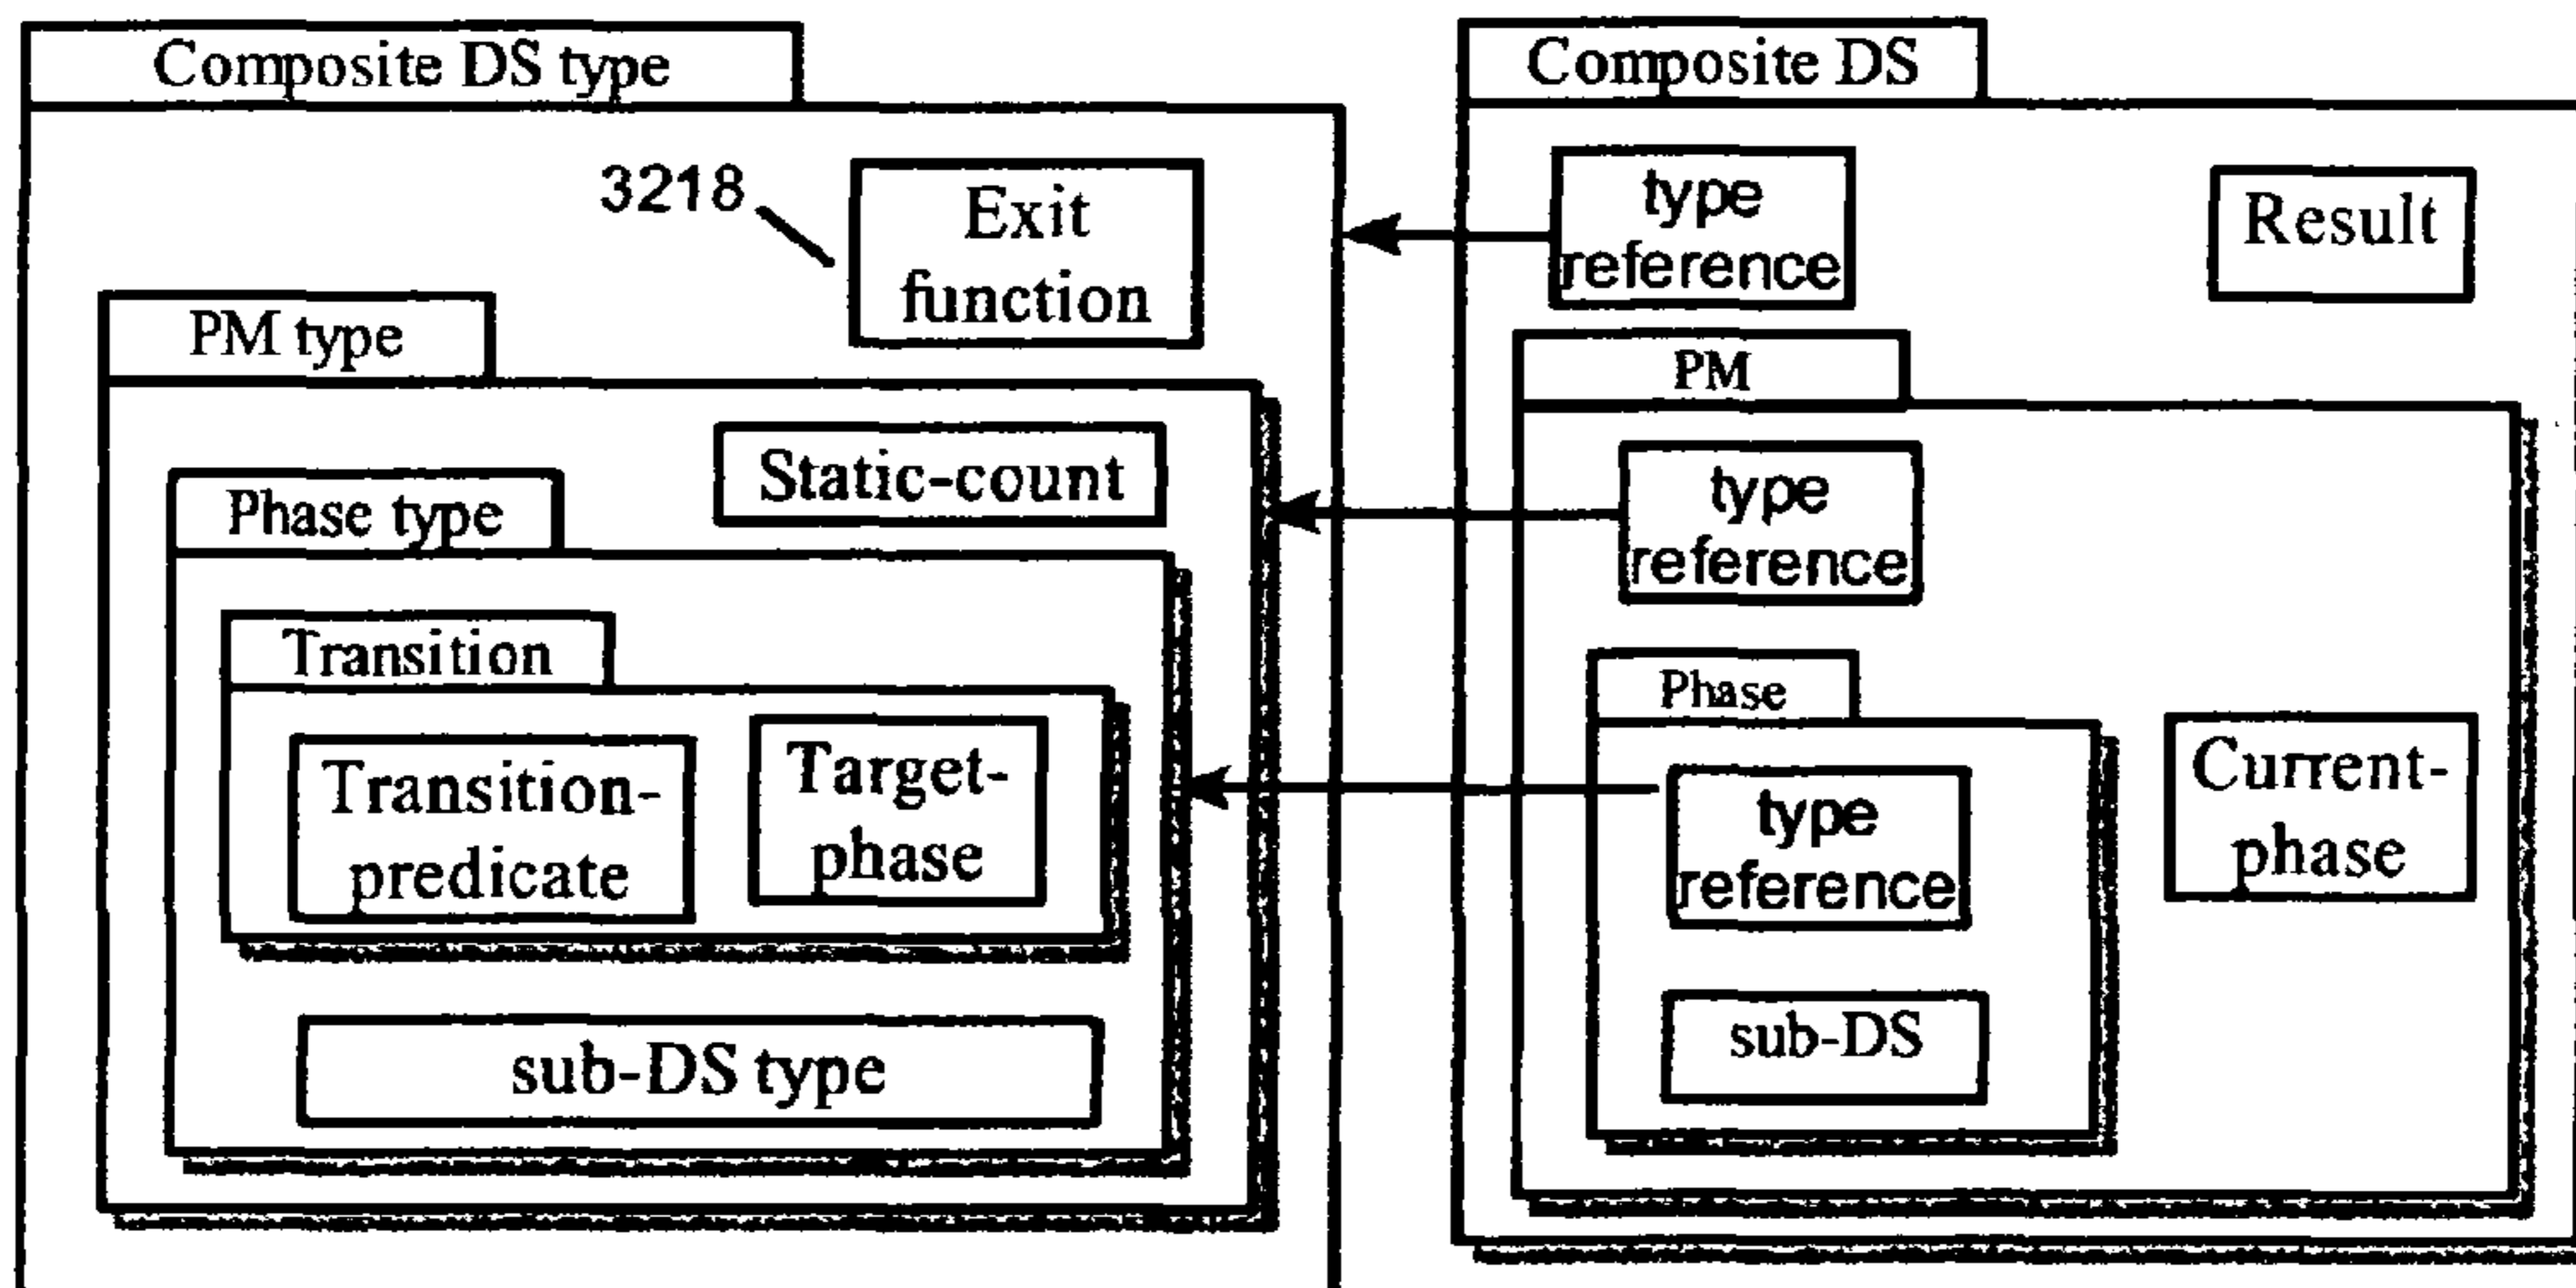 Composite DS type
3218
Exit
function
PM type
Static-count
Phase type
Transition
Transition-
predicate
Target-
phase
sub-DS type
Composite DS
type
reference
Result
PM
type
reference
Phase
type
reference
Current-
phase
sub-DS